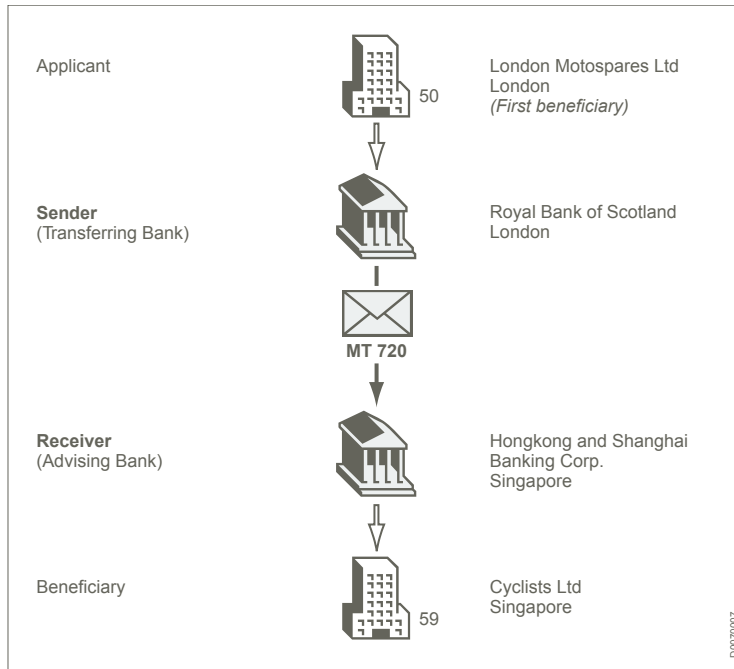 Applicant
50
London Motospares Ltd
London
(First beneficiary)
Sender
(Transferring Bank)
Royal Bank of Scotland
London
MT 720
Receiver
(Advising Bank)
Hongkong and Shanghai
Banking Corp.
Singapore
Beneficiary
59
Cyclists Ltd
Singapore